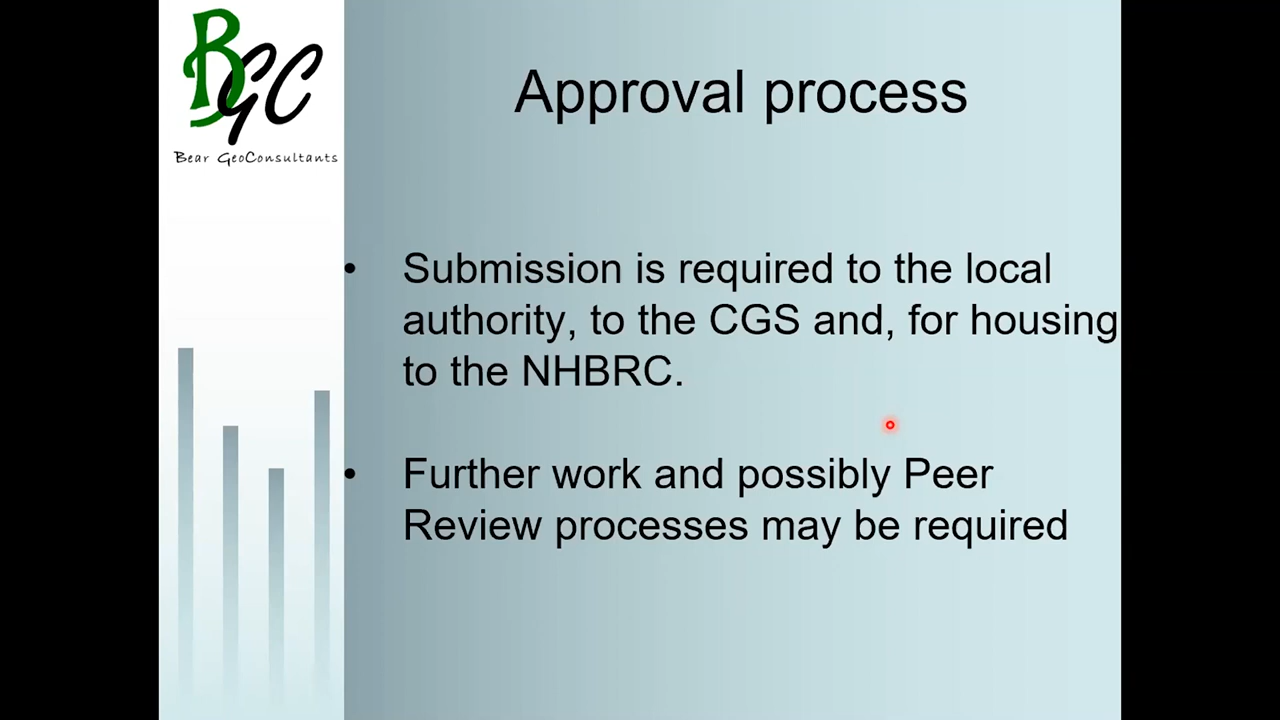 BGC
Bear GeoConsultants
Approval process
• Submission is required to the local
authority, to the CGS and, for housing
to the NHBRC.
• Further work and possibly Peer
Review processes may be required